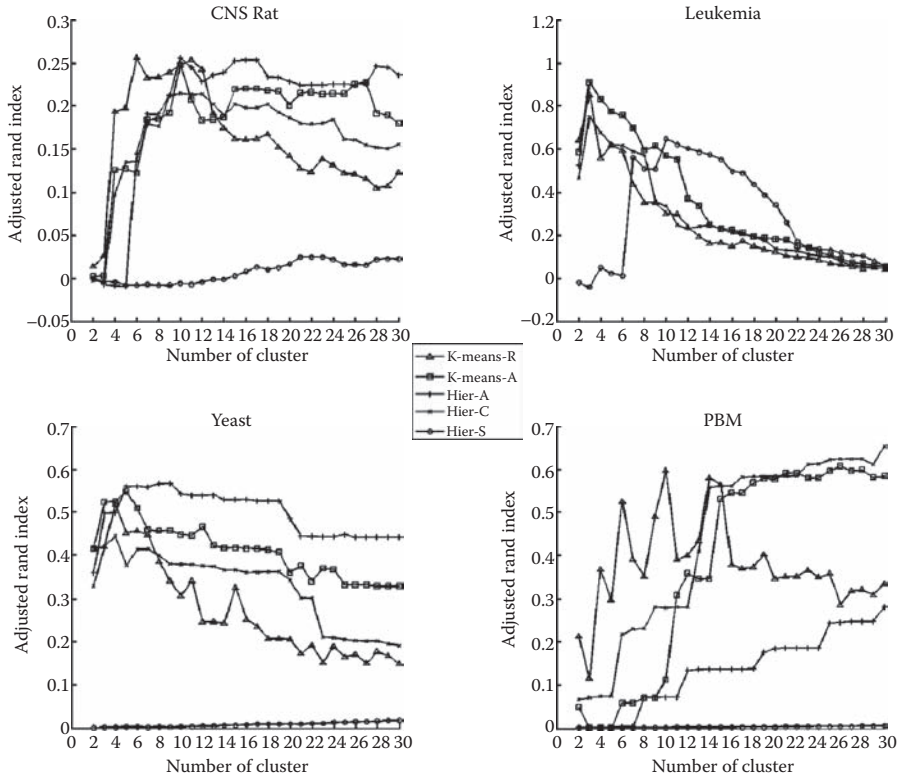 CNS Rat
0.3
0.25
0.2
0.15
0.1
0.05
0
−0.05
Adjusted rand index
0 2 4 6 8 10 12 14 16 18 20 22 24 26 28 30
Number of cluster
Leukemia
1.2
1
0.8
0.6
0.4
0.2
0
−0.2
Adjusted rand index
0 2 4 6 8 10 12 14 16 18 20 22 24 26 28 30
Number of cluster
K-means-R
K-means-A
Hier-A
Hier-C
Hier-S
Yeast
0.7
0.6
0.5
0.4
0.3
0.2
0.1
0
Adjusted rand index
0 2 4 6 8 10 12 14 16 18 20 22 24 26 28 30
Number of cluster
PBM
0.7
0.6
0.5
0.4
0.3
0.2
0.1
0
Adjusted rand index
0 2 4 6 8 10 12 14 16 18 20 22 24 26 28 30
Number of cluster